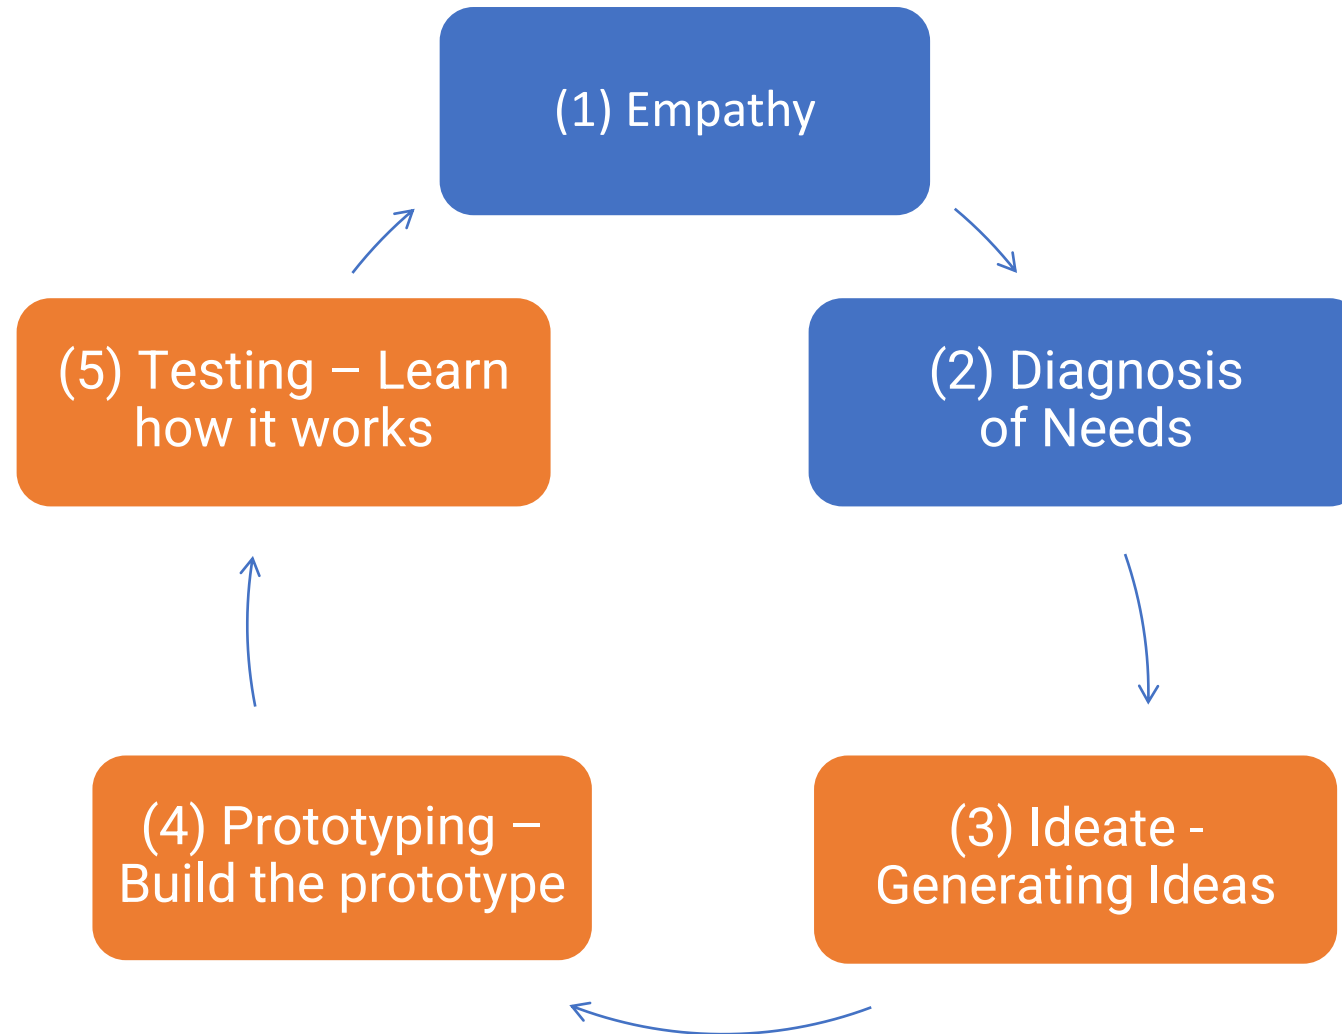 (1) Empathy
(2) Diagnosis
of Needs
(3) Ideate -
Generating Ideas
(4) Prototyping –
Build the prototype
(5) Testing – Learn
how it works